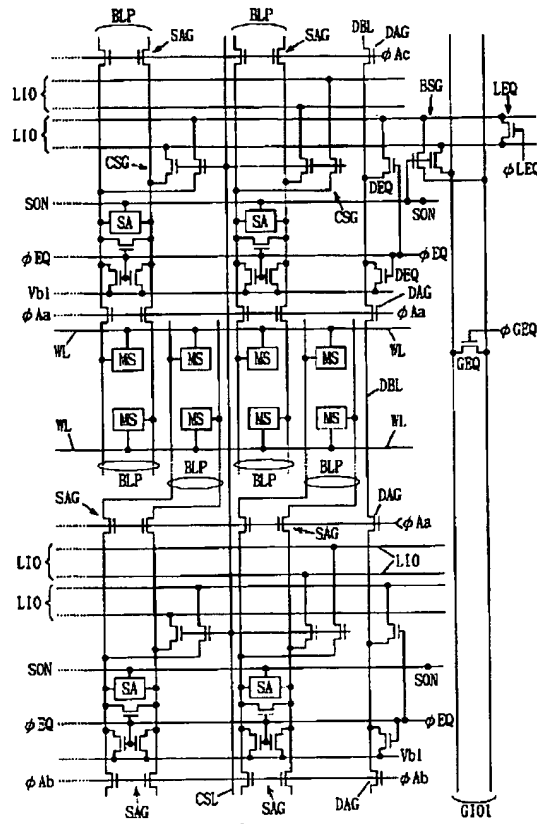 BLP BLP
SAG SAG DBL DAG
φAc
LIO BSG LEQ
LIO
CSG φLEQ
DEQ
CSG
SON SON
SA SA
φEQ φEQ
DEQ
Vbl DAG
φAa φAa
WL WL φGEQ
MS MS MS MS GEQ
DBL
MS MS MS MS
WL WL
BLP BLP BLP BLP
SAG DAG
φAa
SAG
LIO LIO
LIO
SON SON
SA SA
φEQ φEQ
Vbl
φAb φAb
SAG CSL SAG DAG
GIO1